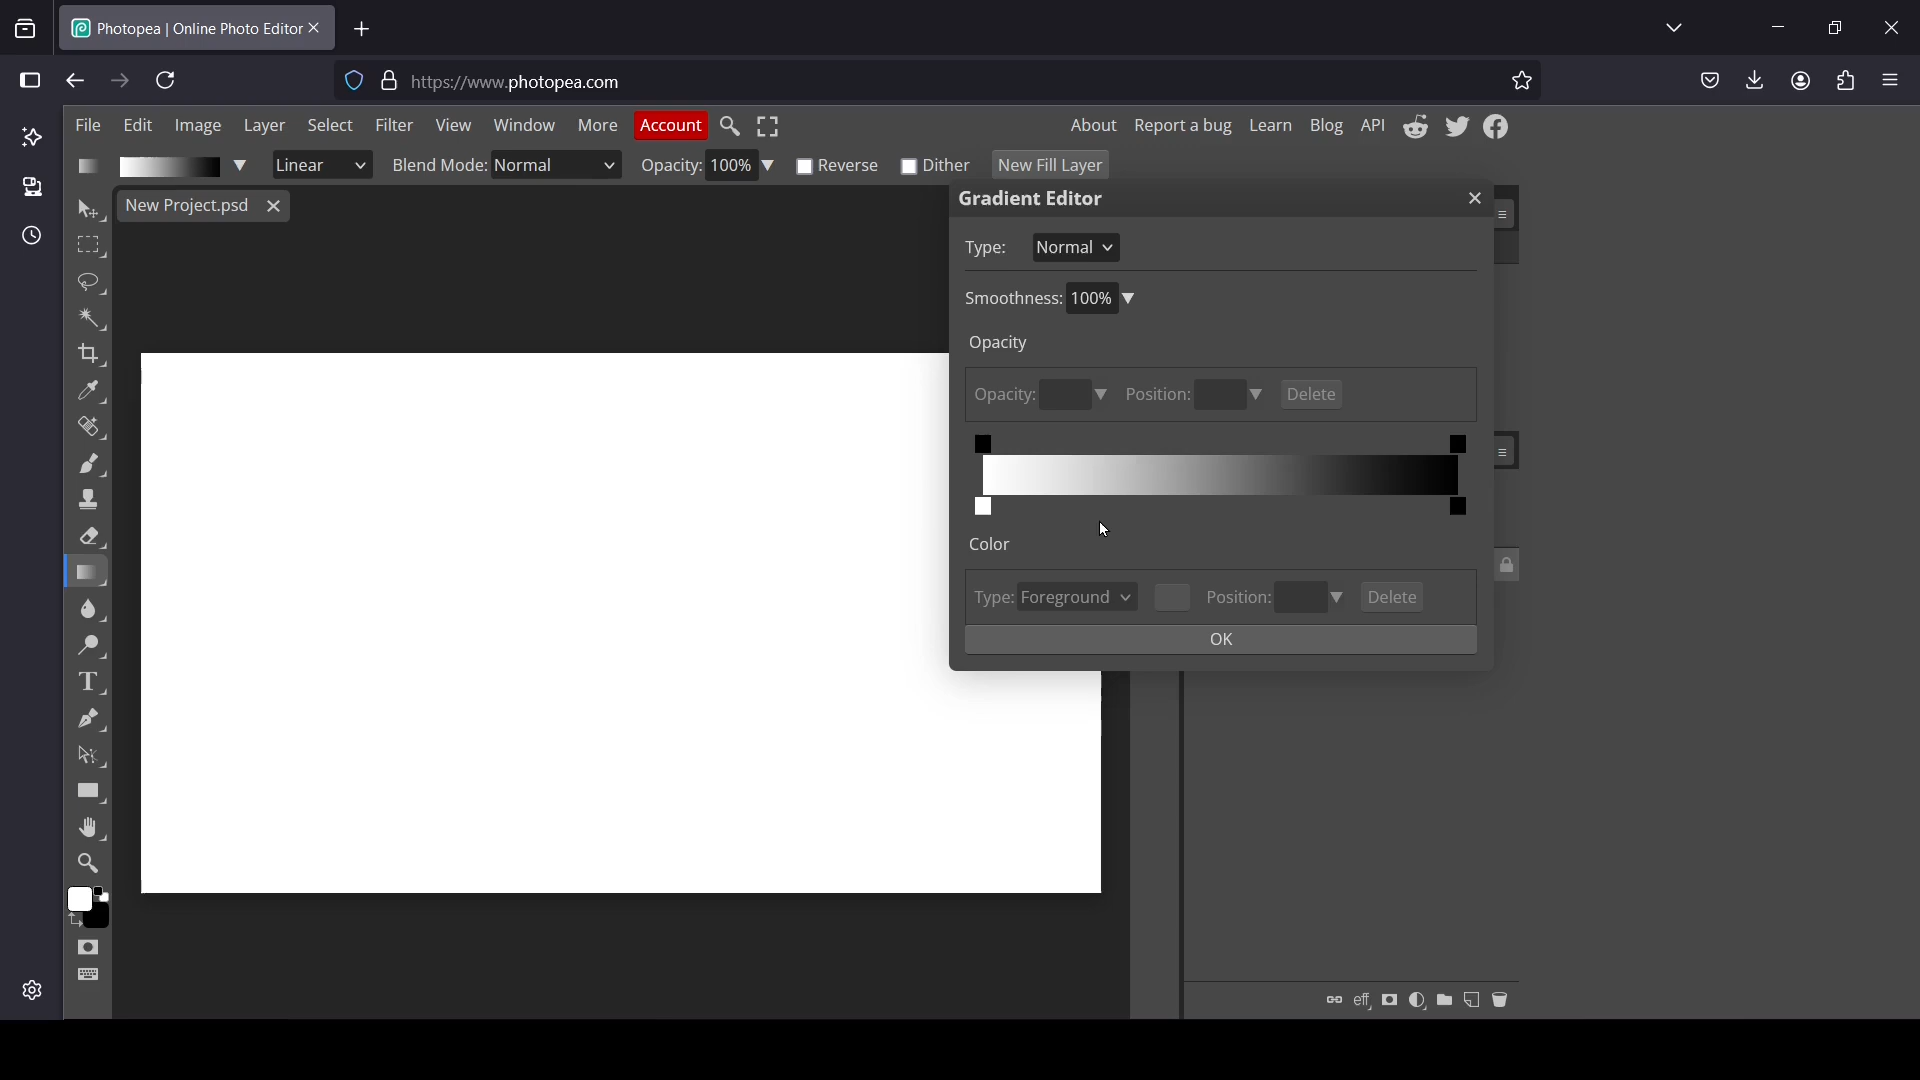 Photopea | Online Photo Editor
https://www.photopea.com
File Edit Image Layer Select Filter View Window More Account About Report a bug Learn Blog API
Linear Blend Mode: Normal Opacity: 100% Reverse Dither New Fill Layer
New Project.psd
Gradient Editor
Type: Normal
Smoothness: 100%
Opacity
Opacity: Position: Delete
Color
Type: Foreground Position: Delete
OK
T
eff